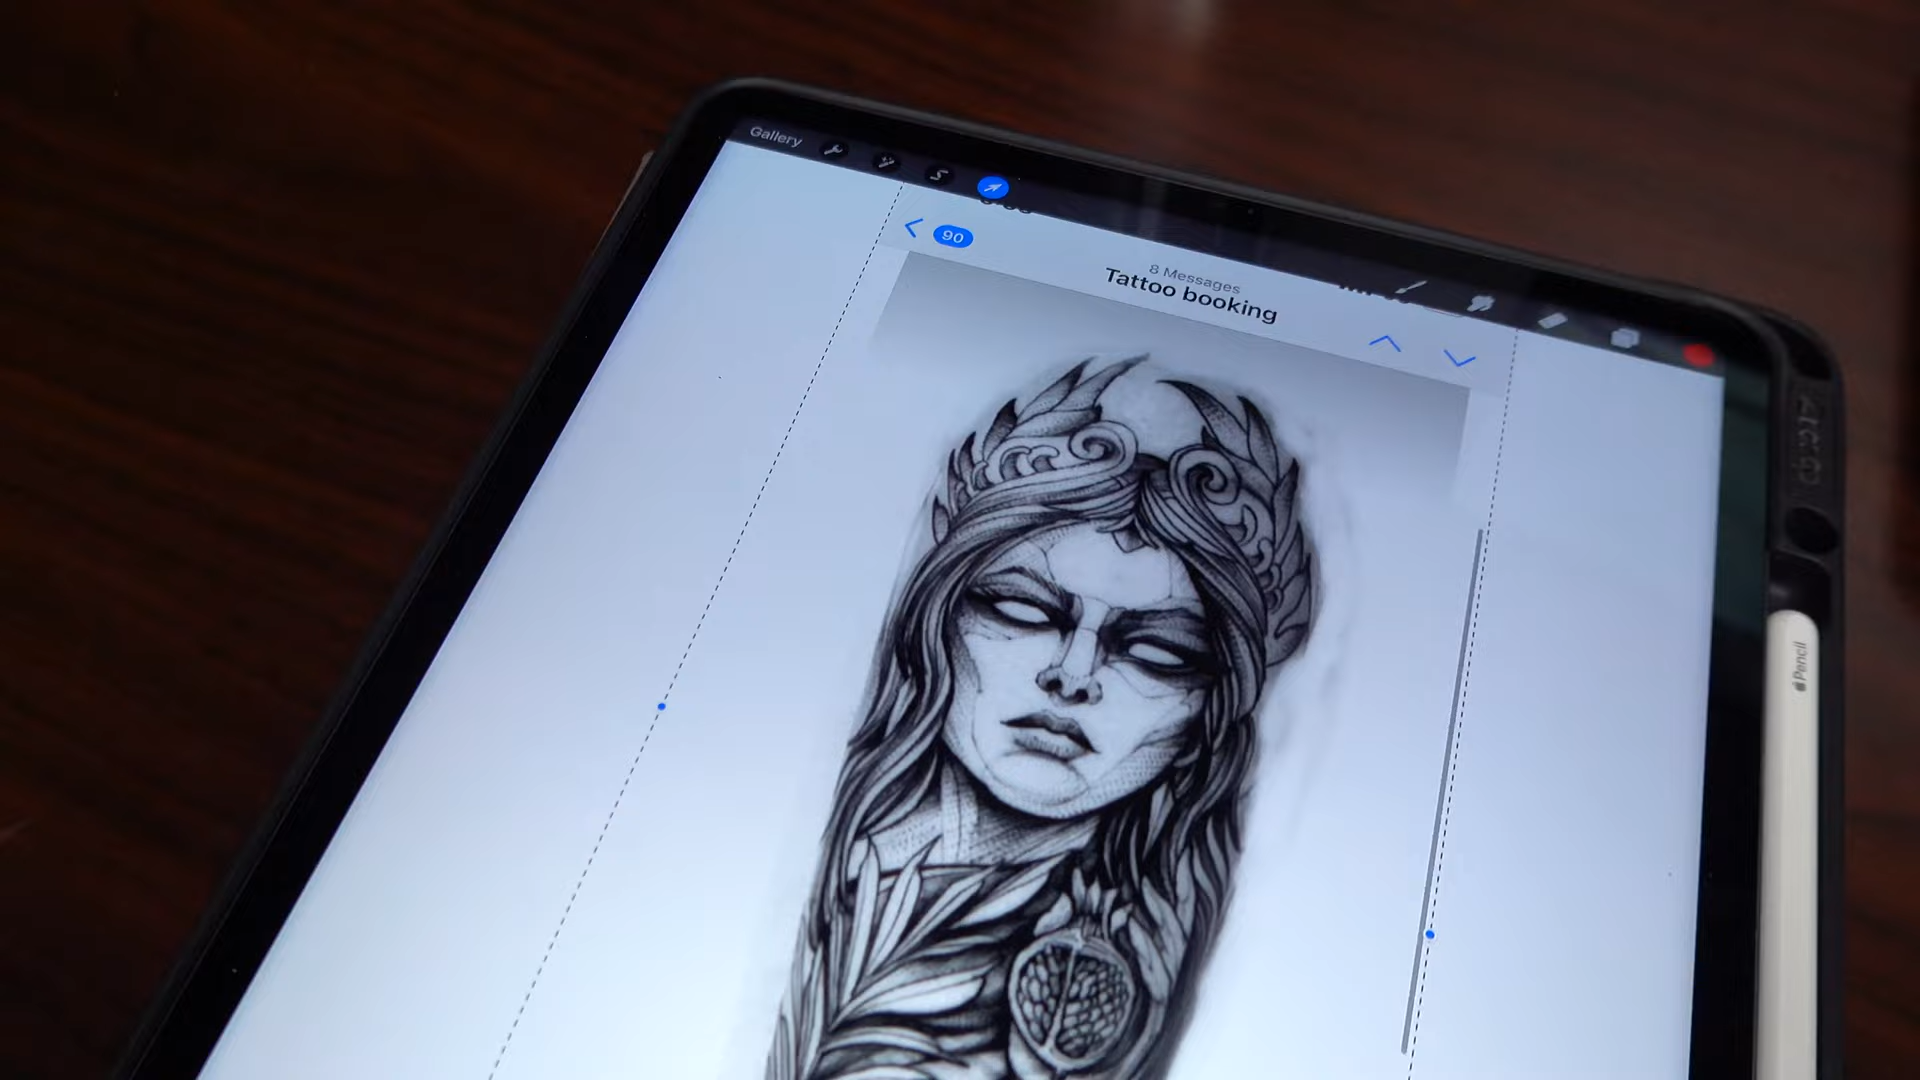 Gallery
90
8 Messages
Tattoo booking
Pencil